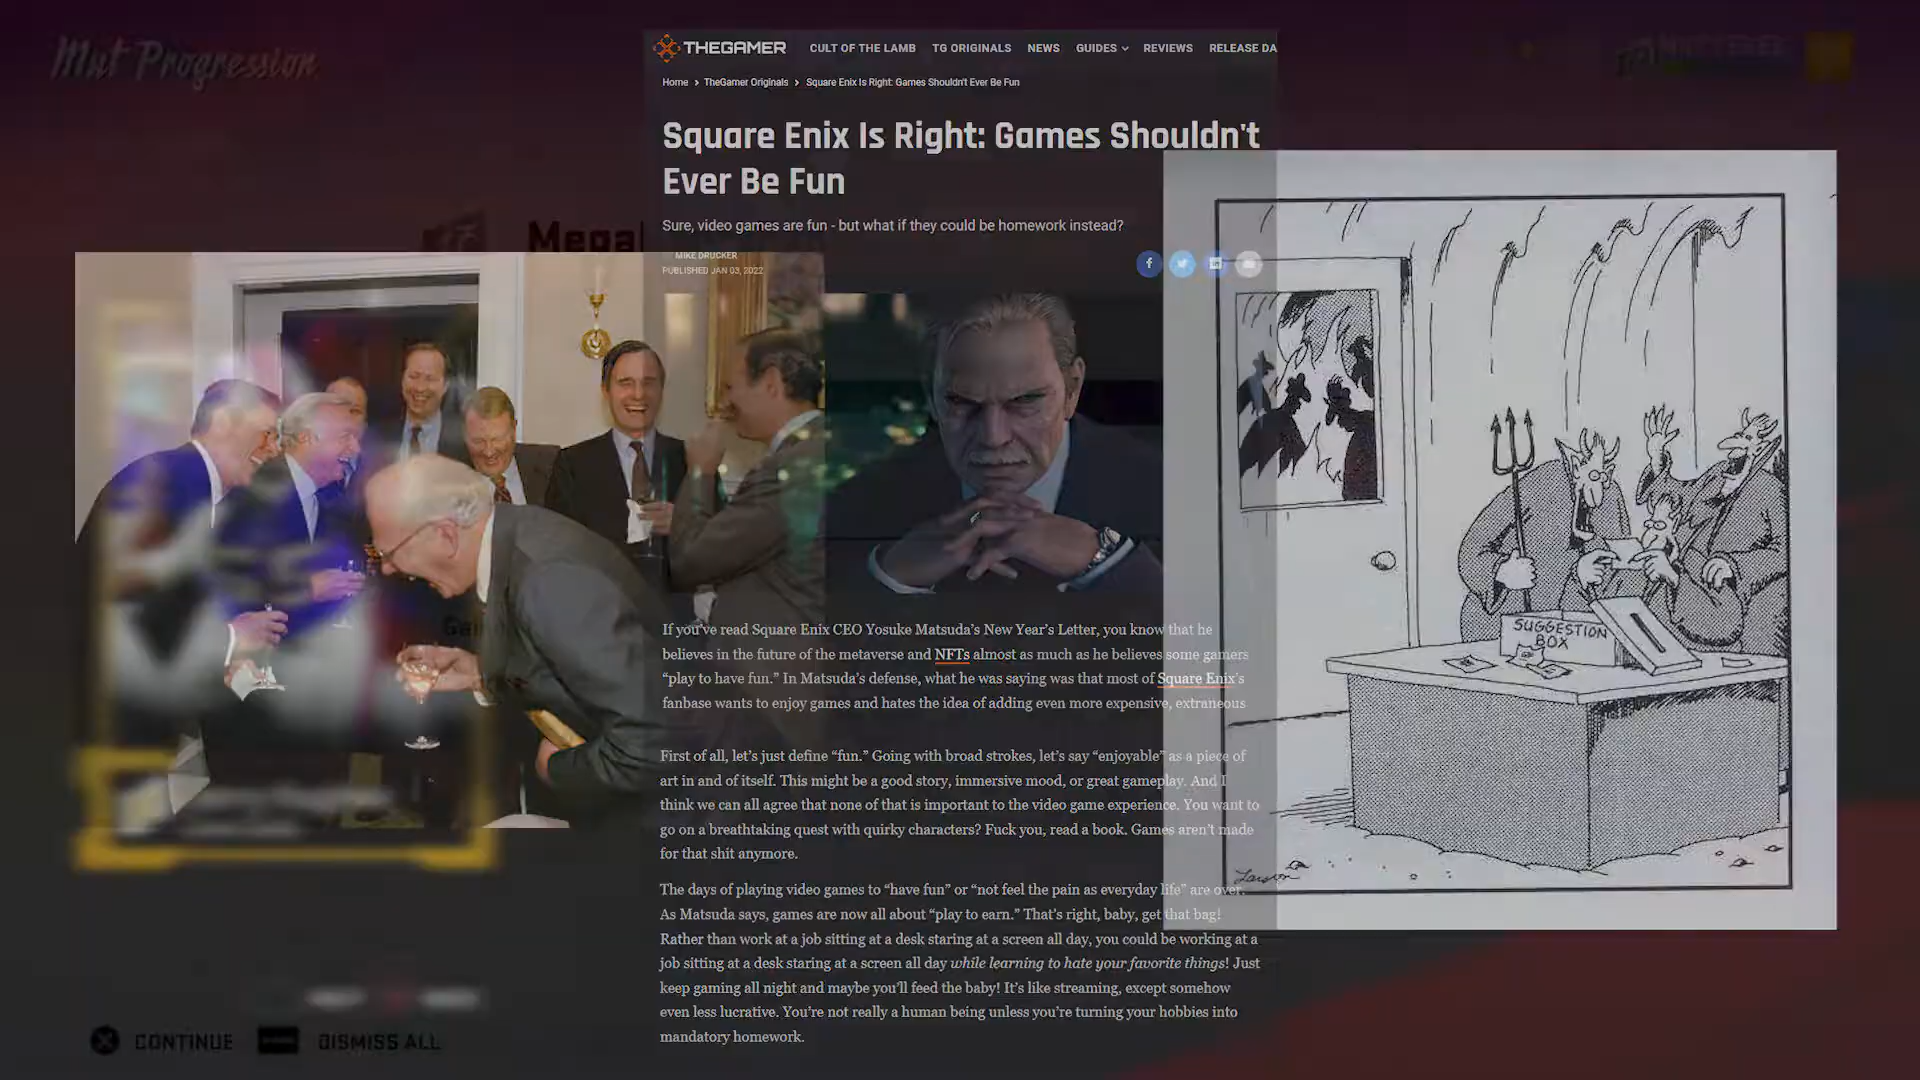 Mut Progression
THEGAMER
CULT OF THE LAMB TG ORIGINALS NEWS GUIDES REVIEWS RELEASE DA
Home > TheGamer Originals > Square Enix Is Right: Games Shouldn't Ever Be Fun
Square Enix Is Right: Games Shouldn't
Ever Be Fun
Sure, video games are fun - but what if they could be homework instead?
MIKE DRUCKER
PUBLISHED JAN 03, 2022
If you've read Square Enix CEO Yosuke Matsuda's New Year's Letter, you know that he
believes in the future of the metaverse and NFTs almost as much as he believes some gamers
“play to have fun.” In Matsuda's defense, what he was saying was that most of Square Enix's
fanbase wants to enjoy games and hates the idea of adding even more expensive, extraneous
First of all, let's just define “fun.” Going with broad strokes, let's say “enjoyable” as a piece of
art in and of itself. This might be a good story, immersive mood, or great gameplay. And I
think we can all agree that none of that is important to the video game experience. You want to
go on a breathtaking quest with quirky characters? Fuck you, read a book. Games aren't made
for that shit anymore.
The days of playing video games to “have fun” or “not feel the pain as everyday life” are over.
As Matsuda says, games are now all about “play to earn.” That's right, baby, get that bag!
Rather than work at a job sitting at a desk staring at a screen all day, you could be working at a
job sitting at a desk staring at a screen all day while learning to hate your favorite things! Just
keep gaming all night and maybe you'll feed the baby! It's like streaming, except somehow
even less lucrative. You're not really a human being unless you're turning your hobbies into
mandatory homework.
SUGGESTION
BOX
Larson
CONTINUE
DISMISS ALL